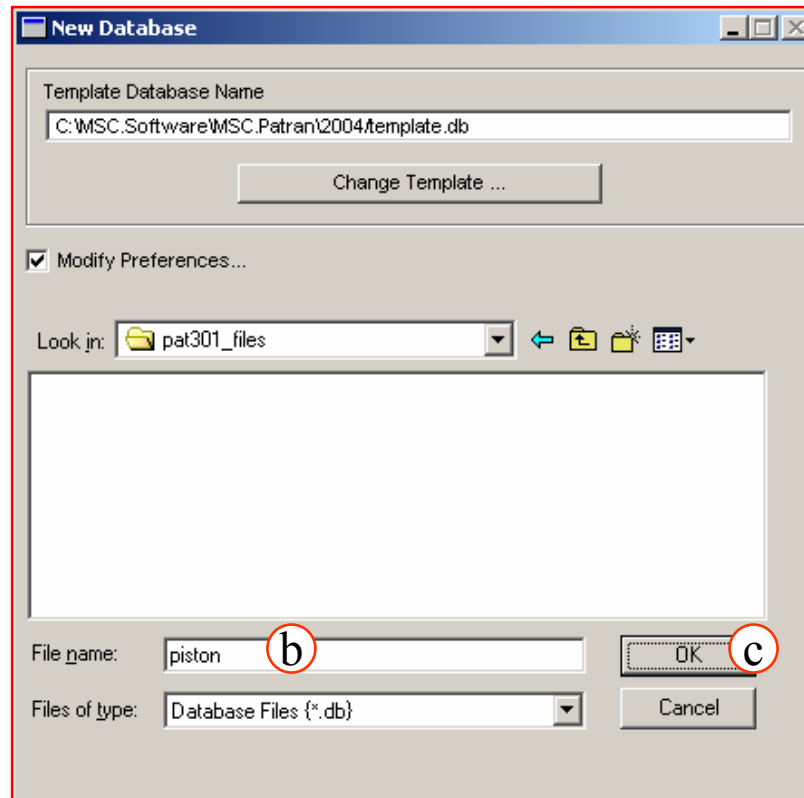 New Database
Template Database Name
C:\MSC.Software\MSC.Patran\2004/template.db
Change Template ...
Modify Preferences...
Look in: pat301_files
File name: piston b OK c
Files of type: Database Files {*.db} Cancel